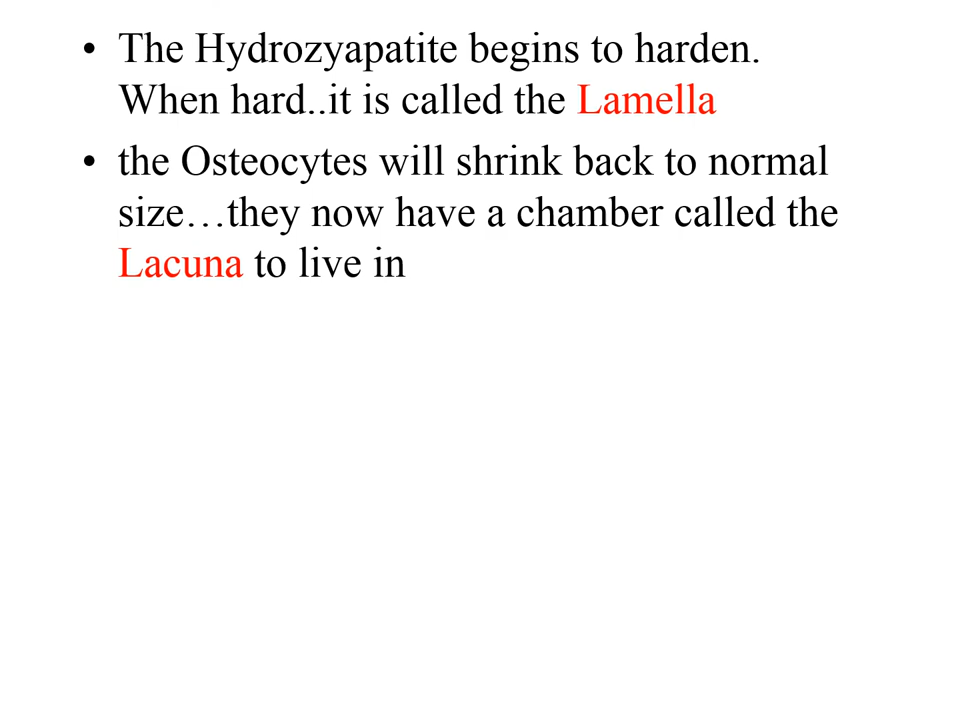 • The Hydrozyapatite begins to harden.
When hard..it is called the Lamella
• the Osteocytes will shrink back to normal
size…they now have a chamber called the
Lacuna to live in